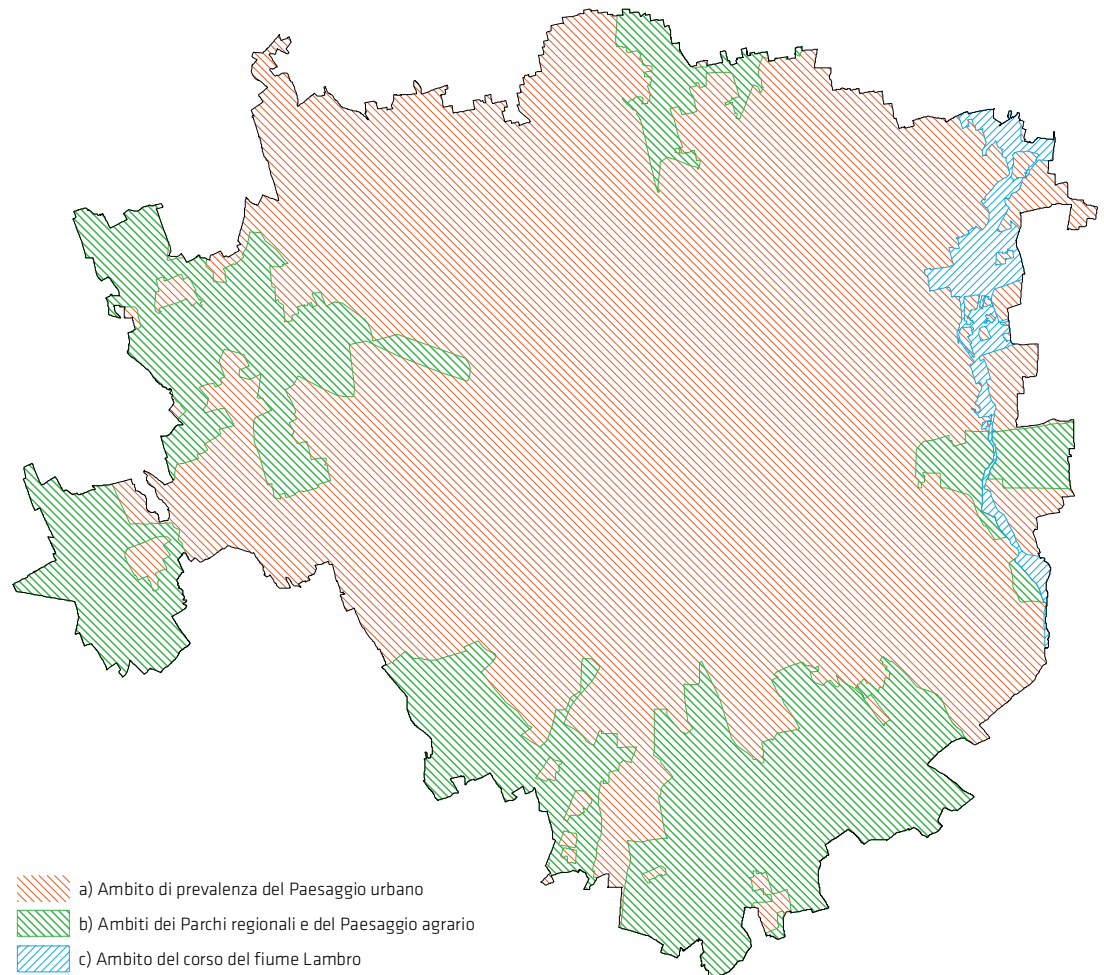 a) Ambito di prevalenza del Paesaggio urbano
b) Ambiti dei Parchi regionali e del Paesaggio agrario
c) Ambito del corso del fiume Lambro